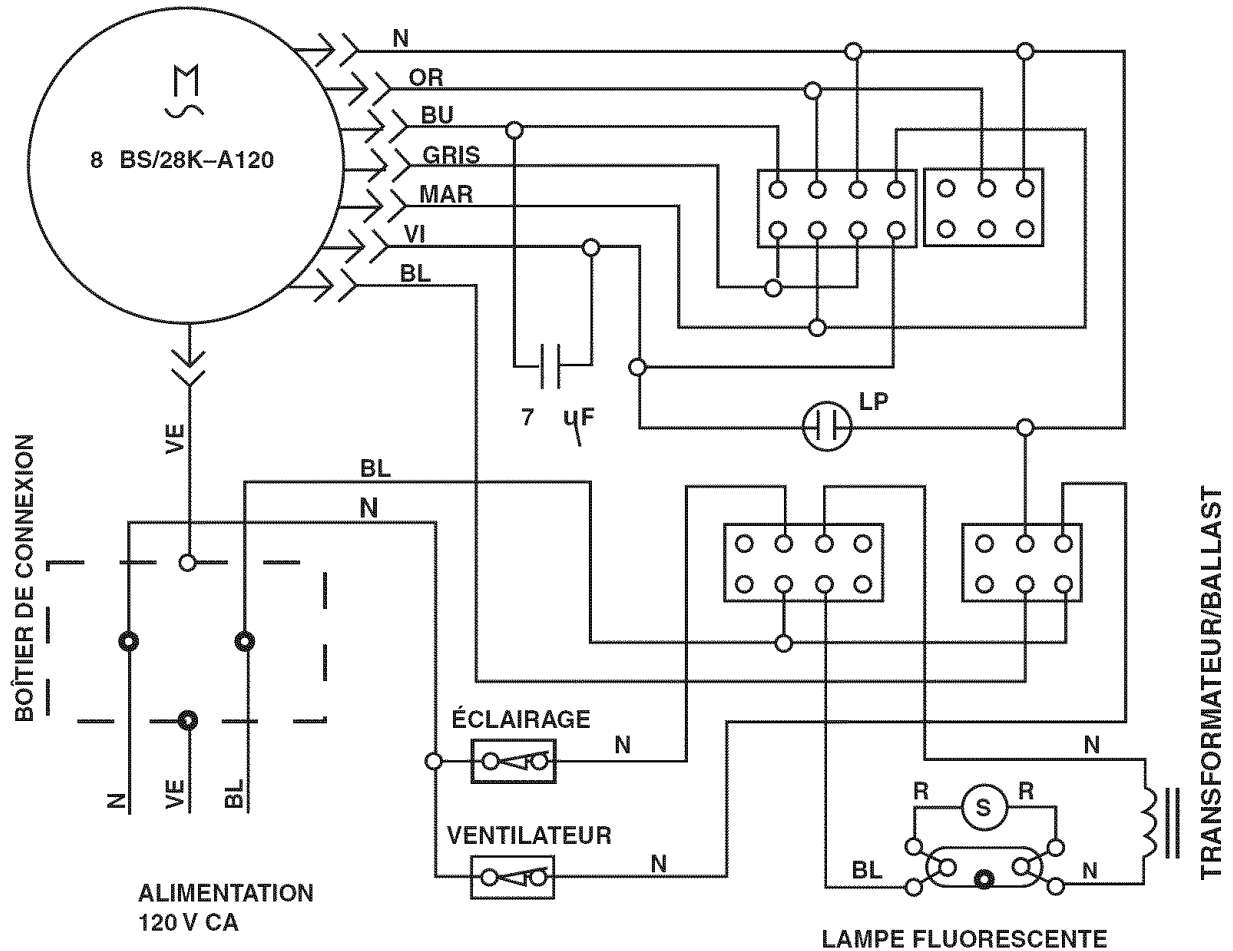 N
OR
M
BU
8 BS/28K–A120
GRIS
MAR
VI
BL
LP
7 uF
VE
BL
N
BOÎTIER DE CONNEXION
TRANSFORMATEUR/BALLAST
ÉCLAIRAGE
N
N
R
S
R
N
VE
BL
VENTILATEUR
N
BL
N
ALIMENTATION
120 V CA
LAMPE FLUORESCENTE